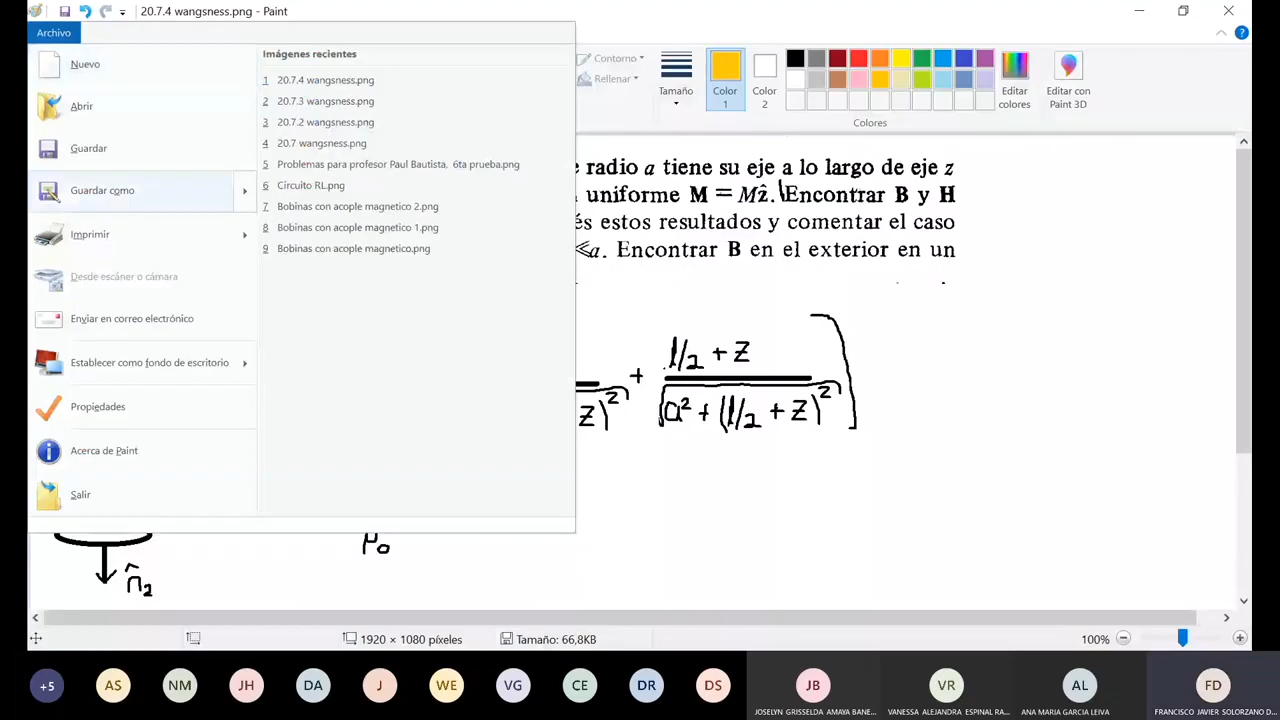 20.7.4 wangsness.png - Paint
Archivo
Nuevo
Abrir
Guardar
Guardar como
Imprimir
Desde escáner o cámara
Enviar en correo electrónico
Establecer como fondo de escritorio
Propiedades
Acerca de Paint
Salir
Imágenes recientes
1 20.7.4 wangsness.png
2 20.7.3 wangsness.png
3 20.7.2 wangsness.png
4 20.7 wangsness.png
5 Problemas para profesor Paul Bautista, 6ta prueba.png
6 Circuito RL.png
7 Bobinas con acople magnetico 2.png
8 Bobinas con acople magnetico 1.png
9 Bobinas con acople magnetico.png
Contorno
Rellenar
Tamaño
Color 1
Color 2
Editar colores
Editar con Paint 3D
Colores
radio a tiene su eje a lo largo de eje z
uniforme M = Mẑ. Encontrar B y H
és estos resultados y comentar el caso
≪a. Encontrar B en el exterior en un
l/2 + z
+
z)² √a² + (l/2 + z)² ]
μ₀
n̂₂
1920 × 1080 píxeles
Tamaño: 66,8KB
100%
+5 AS NM JH DA J WE VG CE DR DS JB VR AL FD
JOSELYN GRISSELDA AMAYA BANE... VANESSA ALEJANDRA ESPINAL RA... ANA MARIA GARCIA LEIVA FRANCISCO JAVIER SOLORZANO D...